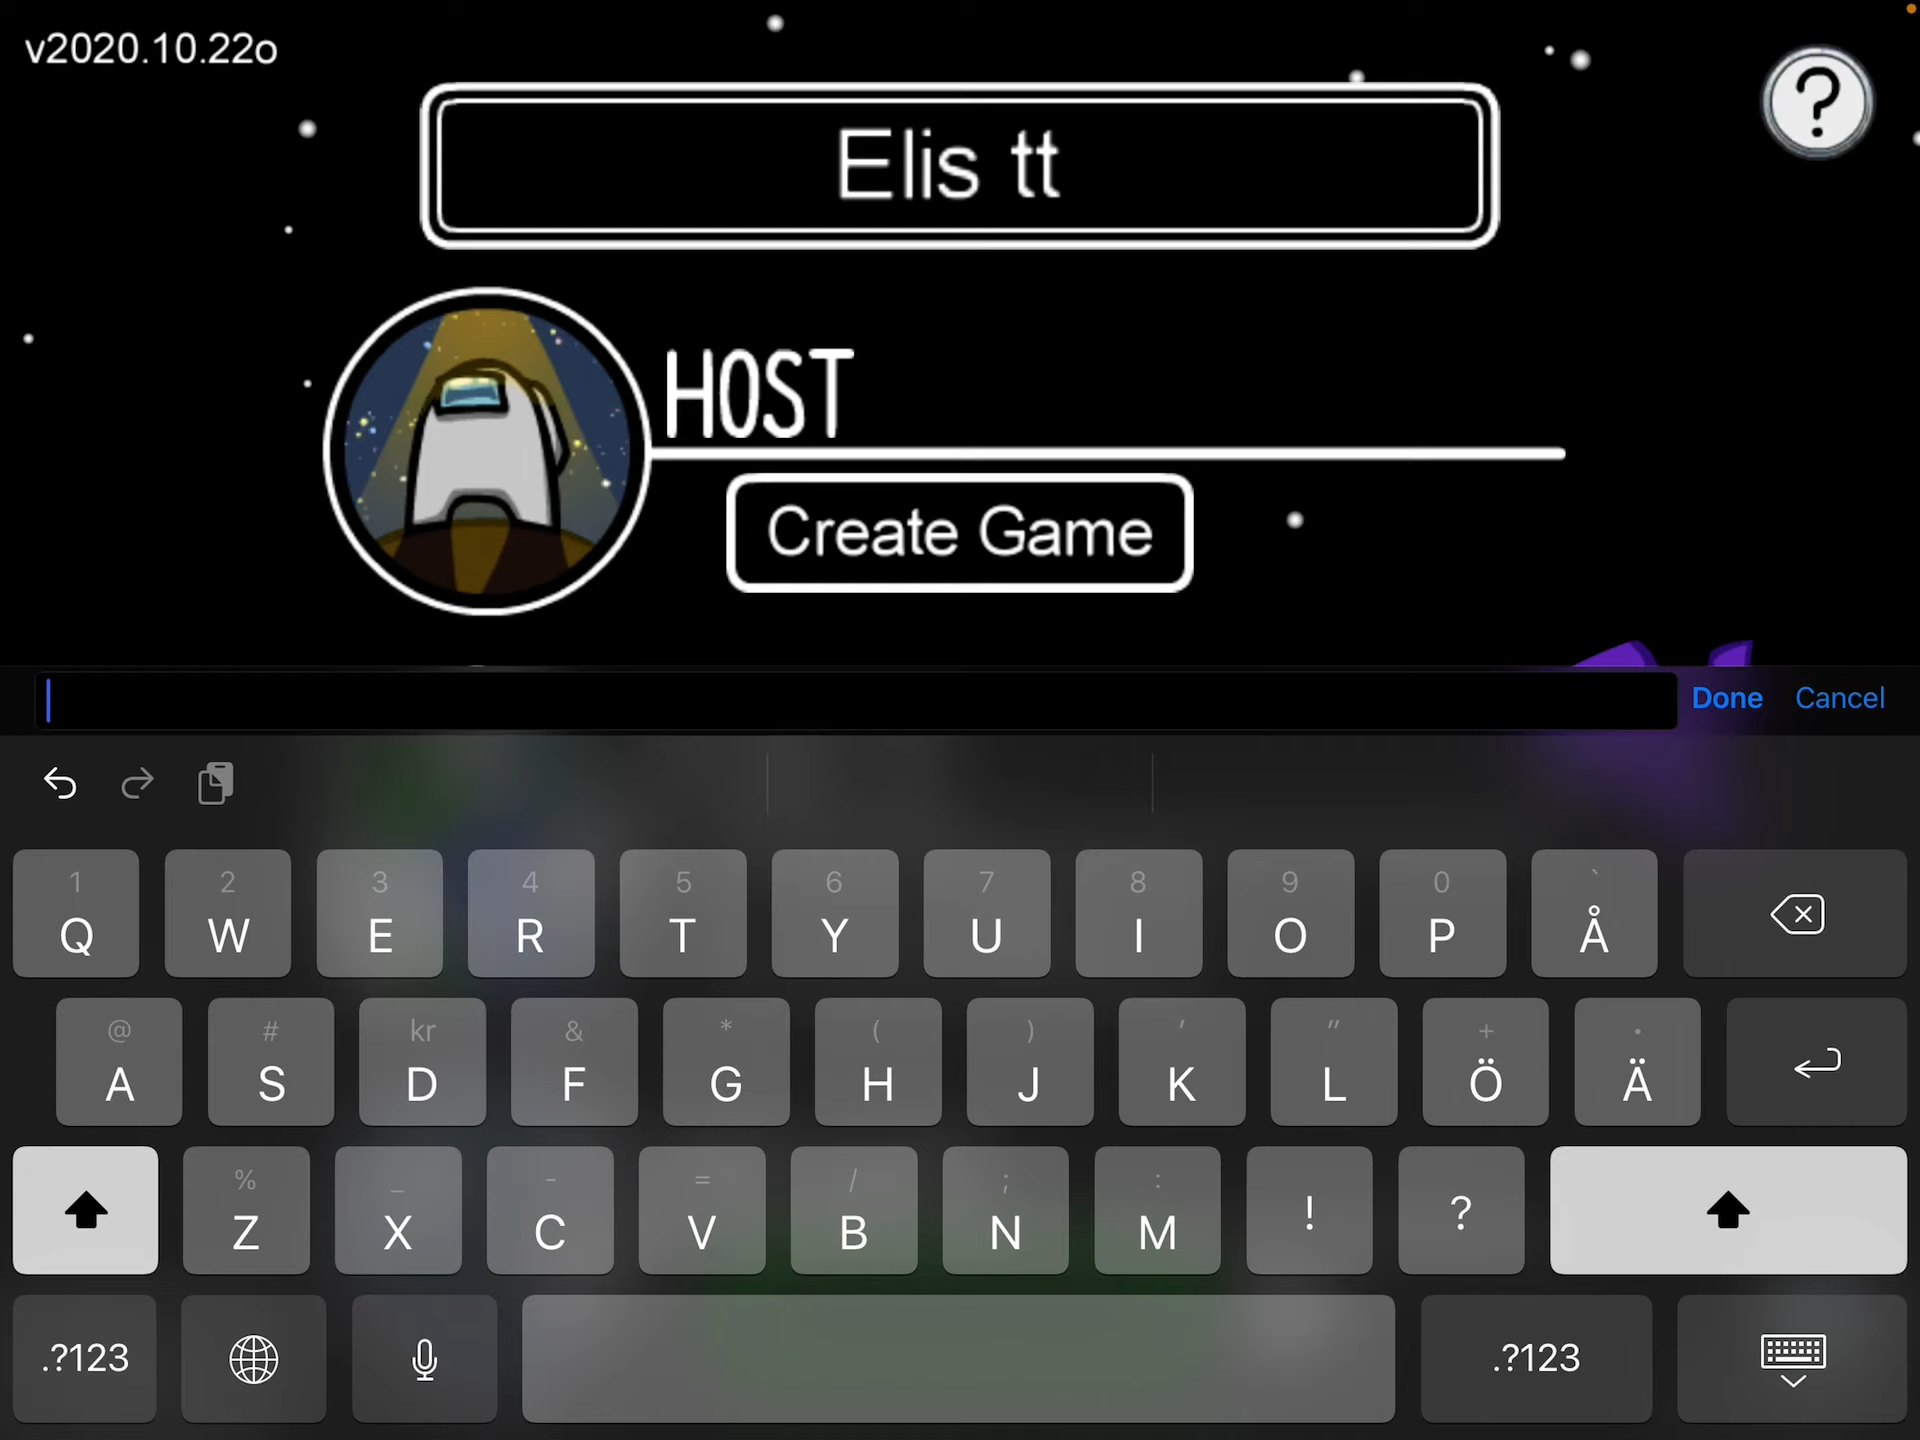 v2020.10.22o
Elis tt
HOST
Create Game
Done Cancel
1 2 3 4 5 6 7 8 9 0 `
Q W E R T Y U I O P Å
@ # kr & * ( ) ' " + •
A S D F G H J K L Ö Ä
% _ - = / ; :
Z X C V B N M ! ?
.?123 .?123